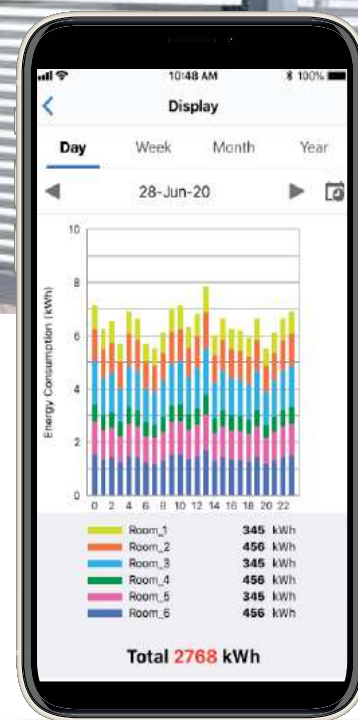 10:48 AM 100%
Display
Day Week Month Year
28-Jun-20
Energy Consumption (kWh)
10
8
6
4
2
0
0 2 4 6 8 10 12 14 16 18 20 22
Room_1 345 kWh
Room_2 456 kWh
Room_3 345 kWh
Room_4 456 kWh
Room_5 345 kWh
Room_6 456 kWh
Total 2768 kWh